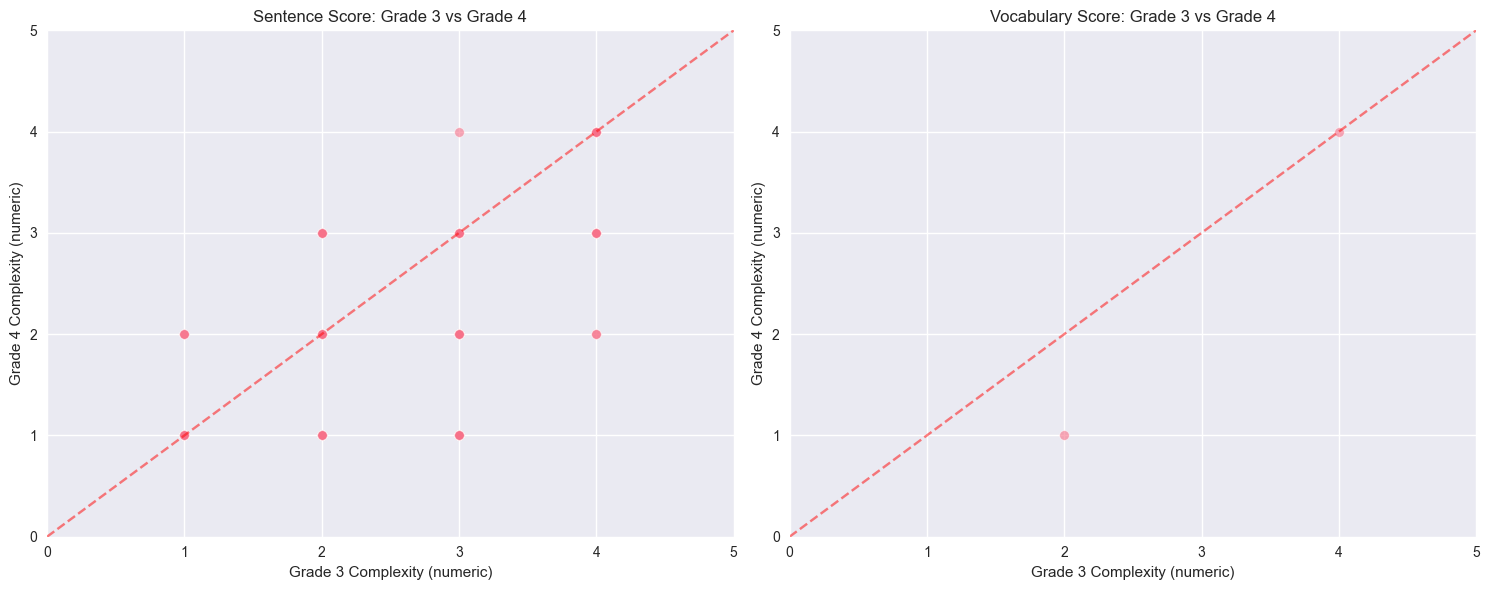 Sentence Score: Grade 3 vs Grade 4
5
4
3
2
1
0
0 1 2 3 4 5
Grade 4 Complexity (numeric)
Grade 3 Complexity (numeric)
Vocabulary Score: Grade 3 vs Grade 4
5
4
3
2
1
0
0 1 2 3 4 5
Grade 4 Complexity (numeric)
Grade 3 Complexity (numeric)